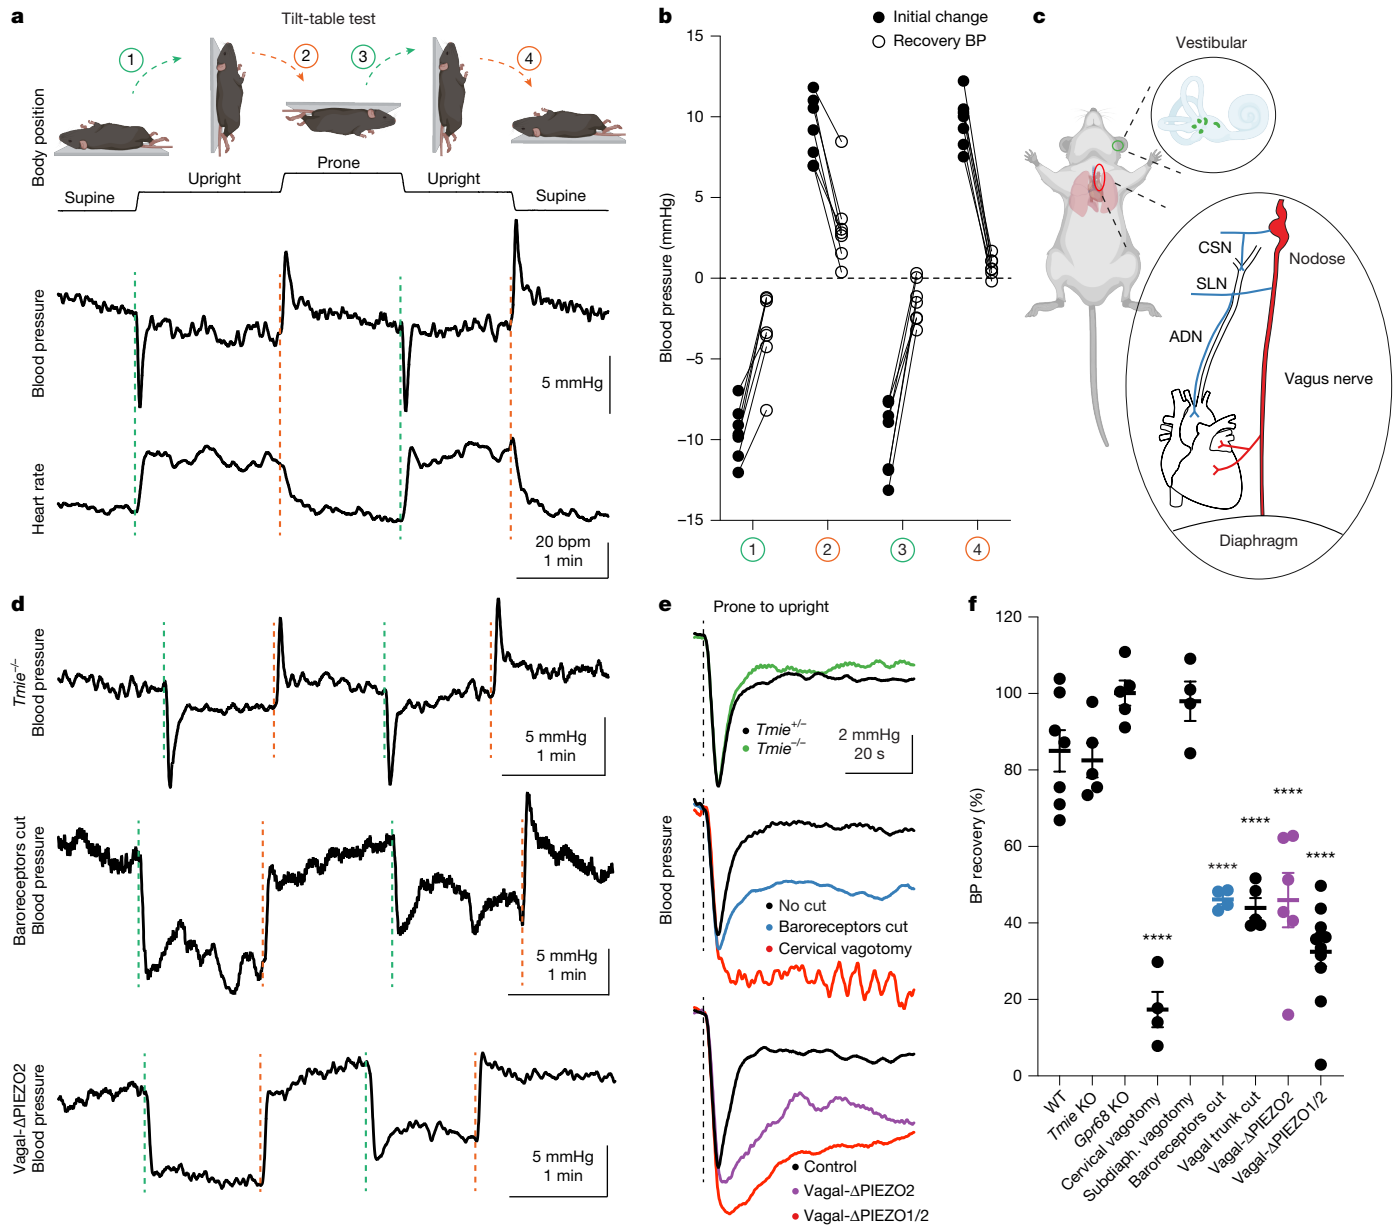 a
Tilt-table test
1
2
3
4
Body position
Supine
Upright
Prone
Upright
Supine
Blood pressure
5 mmHg
Heart rate
20 bpm
1 min
b
Initial change
Recovery BP
Blood pressure (mmHg)
15
10
5
0
−5
−10
−15
1
2
3
4
c
Vestibular
CSN
Nodose
SLN
ADN
Vagus nerve
Diaphragm
d
Tmie−/−
Blood pressure
5 mmHg
1 min
Baroreceptors cut
Blood pressure
5 mmHg
1 min
Vagal-ΔPIEZO2
Blood pressure
5 mmHg
1 min
e
Prone to upright
Blood pressure
Tmie+/−
Tmie−/−
2 mmHg
20 s
No cut
Baroreceptors cut
Cervical vagotomy
Control
Vagal-ΔPIEZO2
Vagal-ΔPIEZO1/2
f
BP recovery (%)
120
100
80
60
40
20
0
****
****
****
****
****
WT
Tmie KO
Gpr68 KO
Cervical vagotomy
Subdiaph. vagotomy
Baroreceptors cut
Vagal trunk cut
Vagal-ΔPIEZO2
Vagal-ΔPIEZO1/2